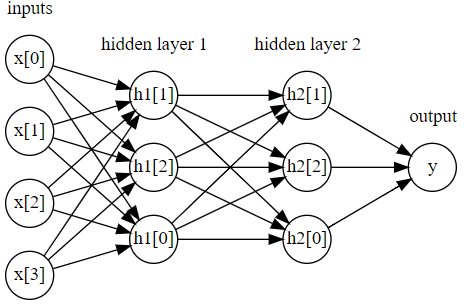 inputs
x[0]
x[1]
x[2]
x[3]
hidden layer 1
h1[1]
h1[2]
h1[0]
hidden layer 2
h2[1]
h2[2]
h2[0]
output
y